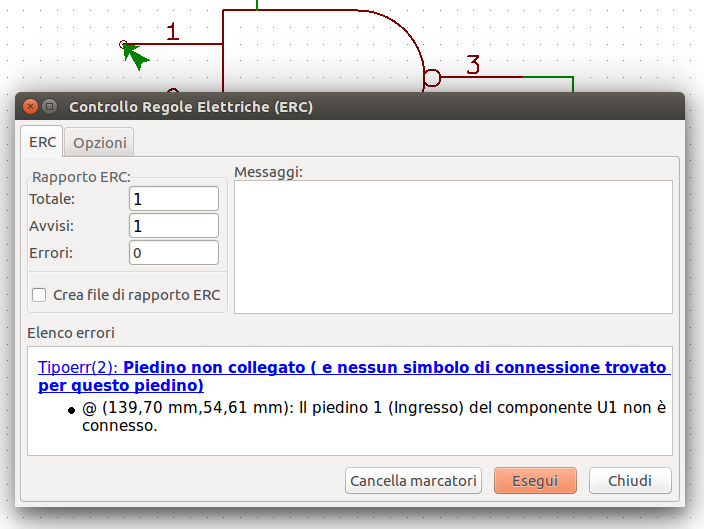 1
3
Controllo Regole Elettriche (ERC)
ERC Opzioni
Rapporto ERC:
Totale: 1
Avvisi: 1
Errori: 0
Crea file di rapporto ERC
Messaggi:
Elenco errori
Tipoerr(2): Piedino non collegato ( e nessun simbolo di connessione trovato
per questo piedino)
@ (139,70 mm,54,61 mm): Il piedino 1 (Ingresso) del componente U1 non è
connesso.
Cancella marcatori Esegui Chiudi